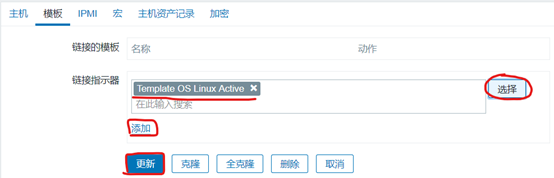 主机 模板 IPMI 宏 主机资产记录 加密
链接的模板 名称 动作
链接指示器 Template OS Linux Active ✖ 选择
在此输入搜索
添加
更新 克隆 全克隆 删除 取消